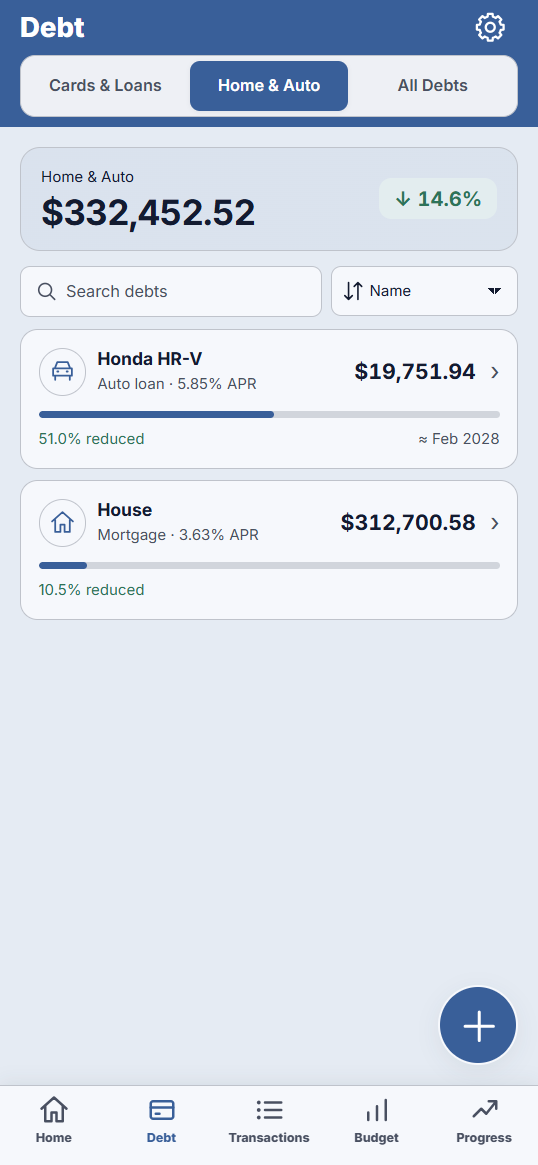 Debt
Cards & Loans
Home & Auto
All Debts
Home & Auto
$332,452.52
↓ 14.6%
Search debts
Name
Honda HR-V
Auto loan · 5.85% APR
$19,751.94
51.0% reduced
≈ Feb 2028
House
Mortgage · 3.63% APR
$312,700.58
10.5% reduced
Home
Debt
Transactions
Budget
Progress